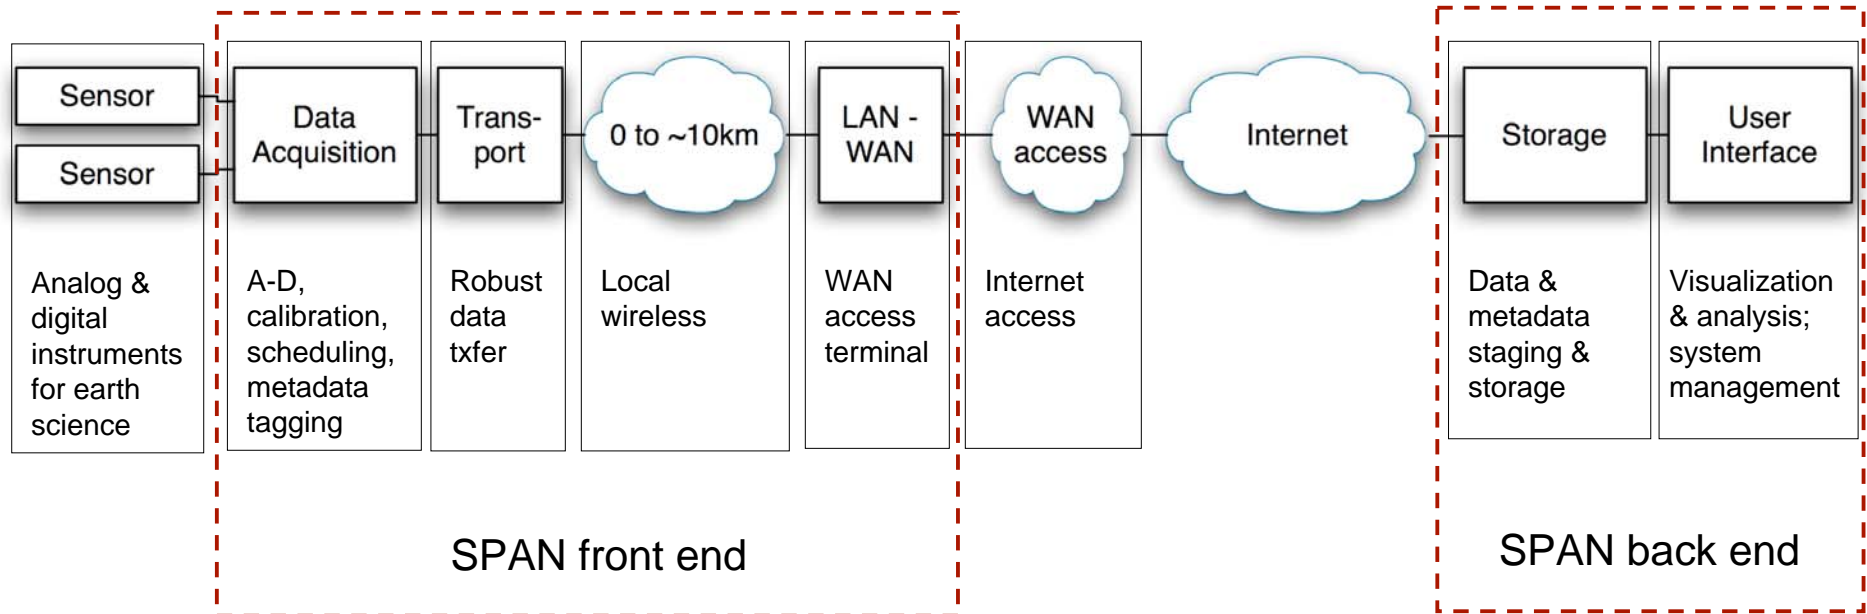 Sensor
Sensor
Data
Acquisition
Trans-
port
0 to ~10km
LAN -
WAN
WAN
access
Internet
Storage
User
Interface
Analog &
digital
instruments
for earth
science
A-D,
calibration,
scheduling,
metadata
tagging
Robust
data
txfer
Local
wireless
WAN
access
terminal
Internet
access
Data &
metadata
staging &
storage
Visualization
& analysis;
system
management
SPAN front end
SPAN back end